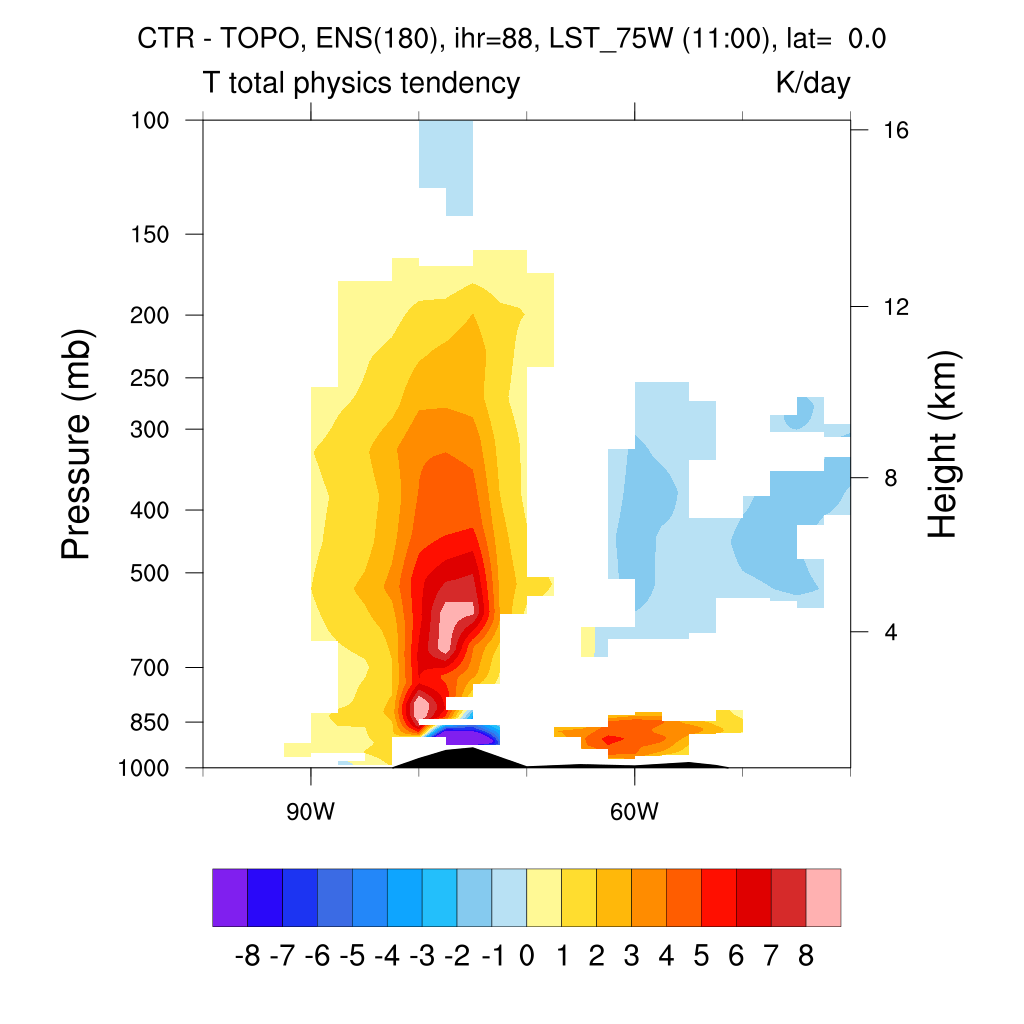 CTR - TOPO, ENS(180), ihr=88, LST_75W (11:00), lat=  0.0
T total physics tendency K/day
100
150
200
250
300
400
500
700
850
1000
Pressure (mb)
16
12
8
4
Height (km)
90W 60W
-8 -7 -6 -5 -4 -3 -2 -1 0 1 2 3 4 5 6 7 8